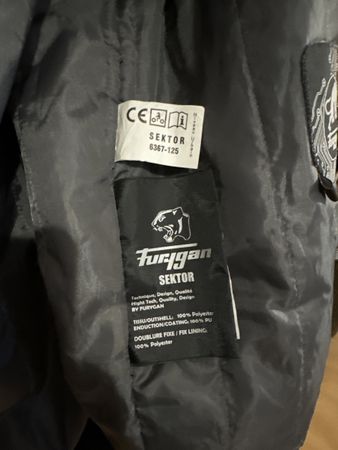 CE
SEKTOR
6367-125
furygan
SEKTOR
Technique, Design, Qualité
Hight Tech, Quality, Design
BY FURYGAN
TISSU/OUTSHELL: 100% Polyester
ENDUCTION/COATING: 100% PU
DOUBLURE FIXE / FIX LINING:
100% Polyester